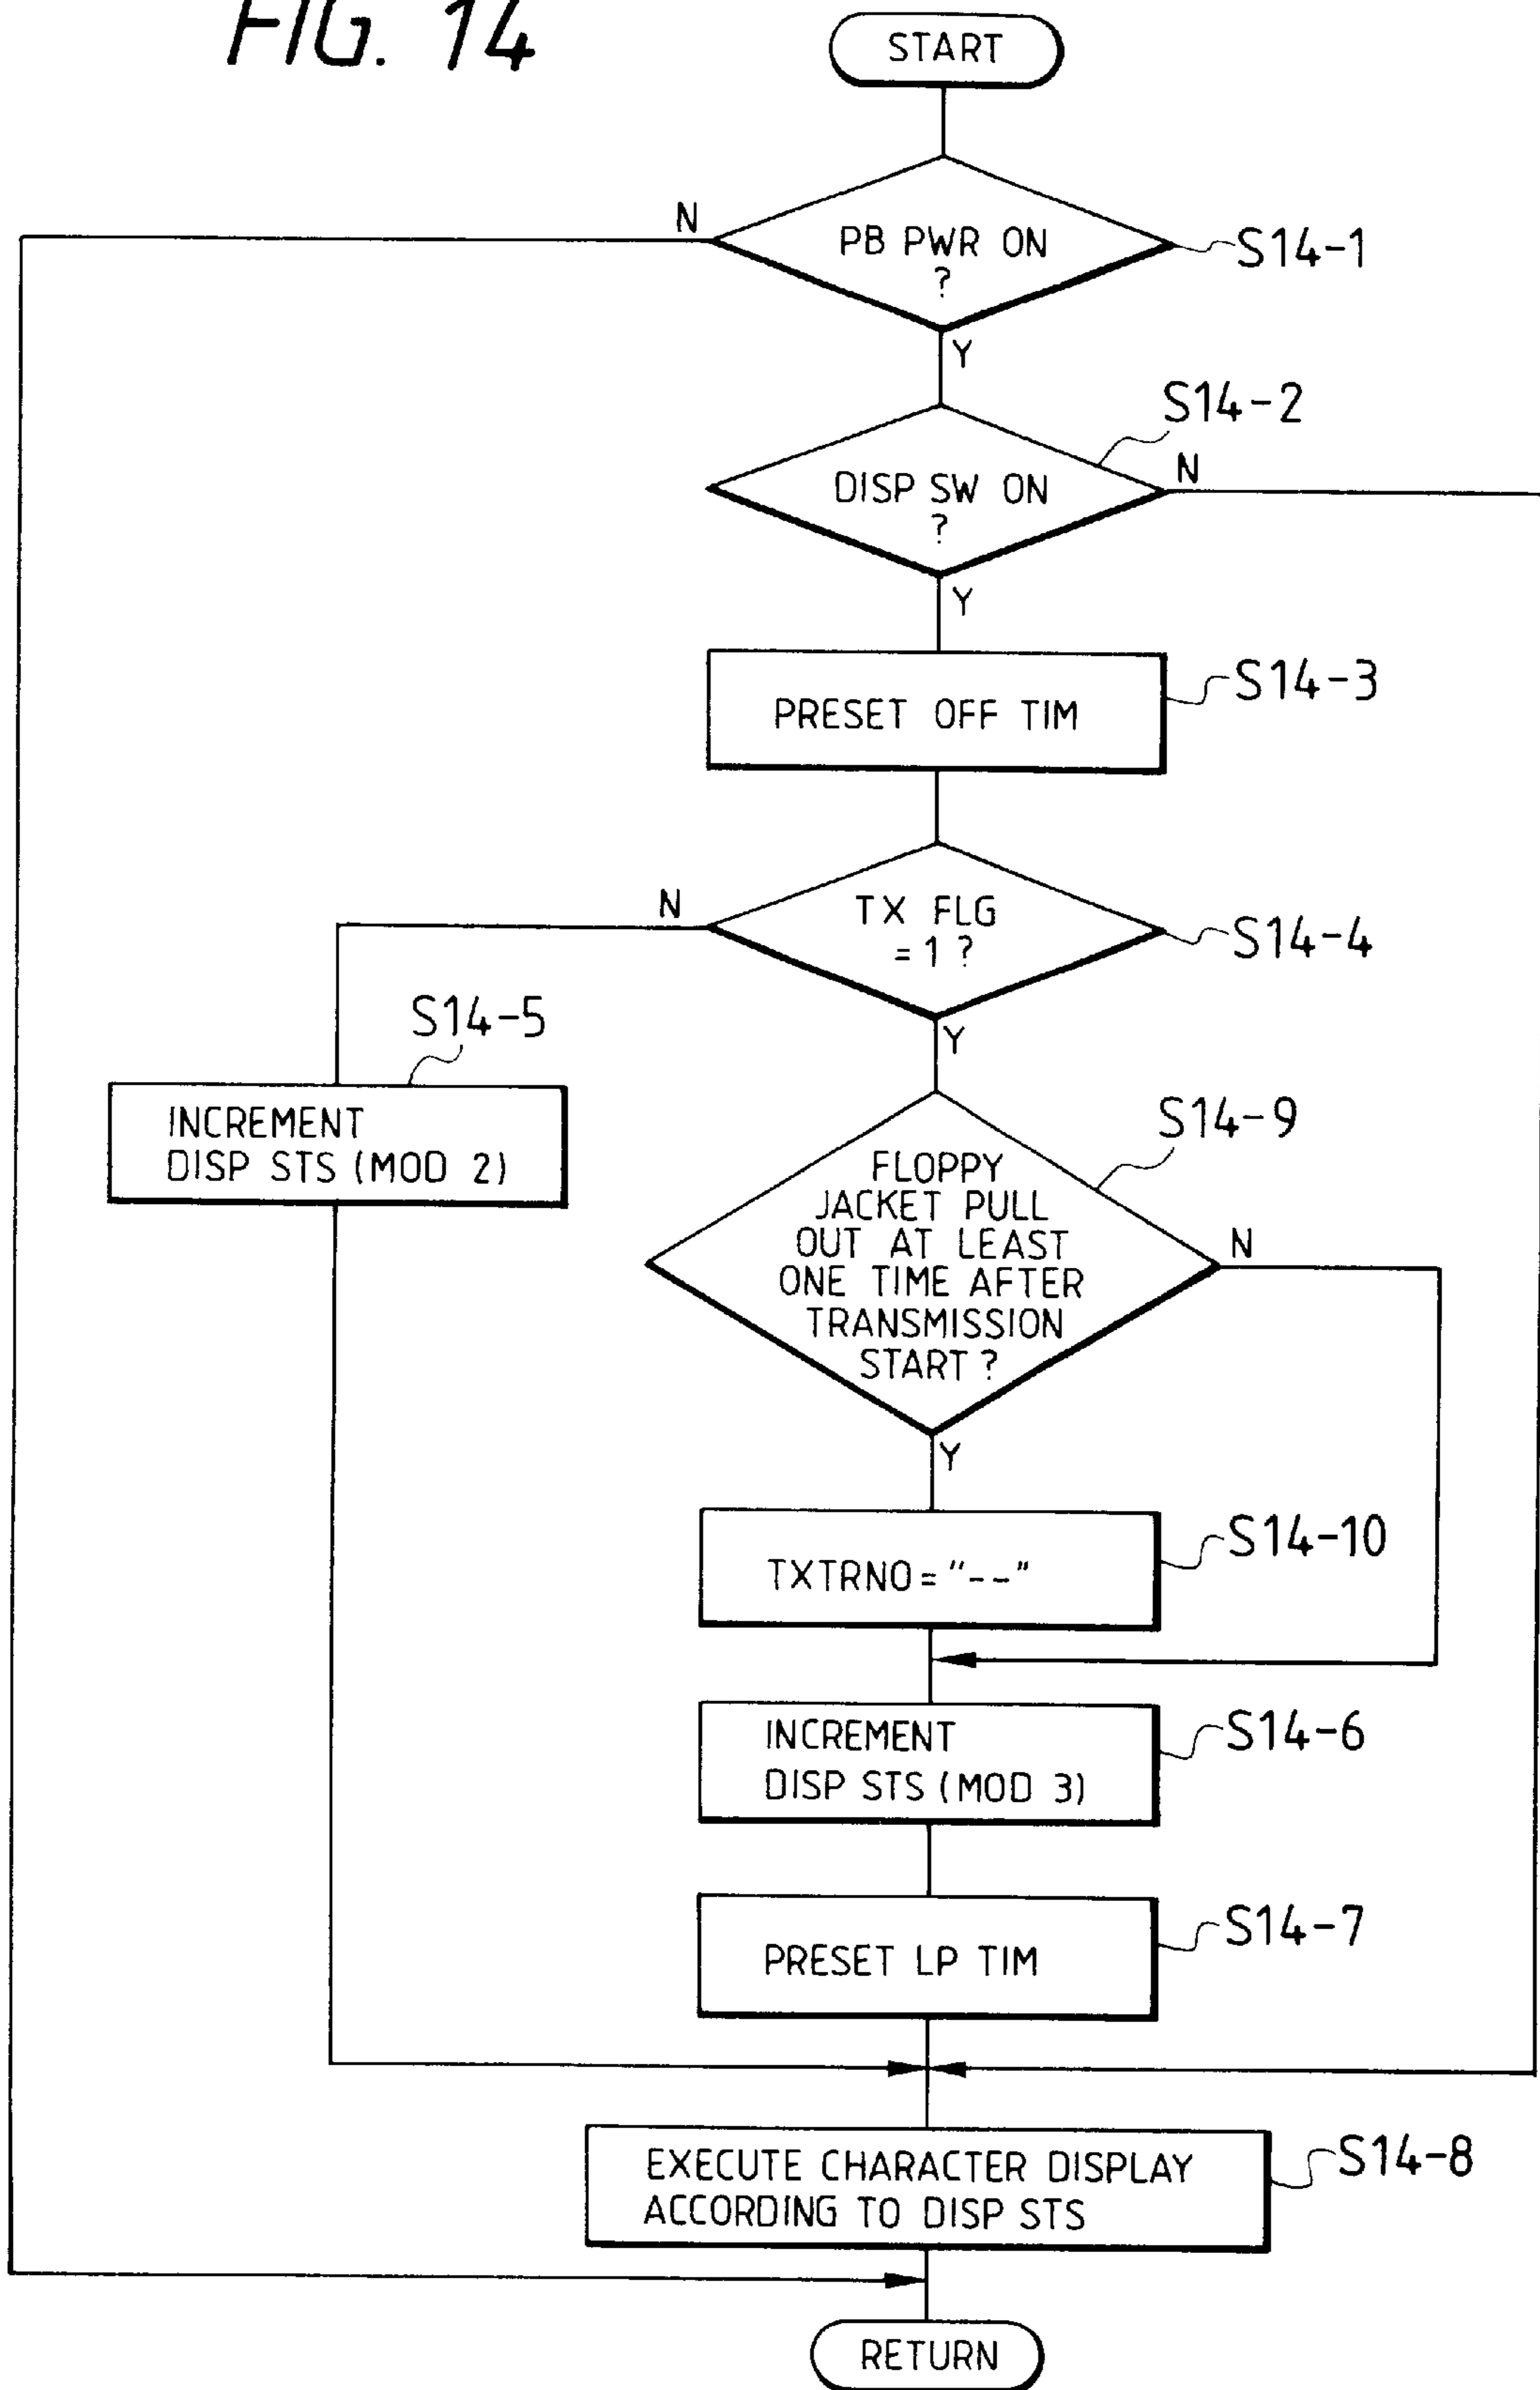 FIG. 14
START
N
PB PWR ON
?
S14-1
Y
S14-2
DISP SW ON
?
N
Y
PRESET OFF TIM
S14-3
N
TX FLG
= 1 ?
S14-4
Y
S14-5
INCREMENT
DISP STS (MOD 2)
S14-9
FLOPPY
JACKET PULL
OUT AT LEAST
ONE TIME AFTER
TRANSMISSION
START ?
N
Y
TXTRNO = "--"
S14-10
INCREMENT
DISP STS (MOD 3)
S14-6
PRESET LP TIM
S14-7
EXECUTE CHARACTER DISPLAY
ACCORDING TO DISP STS
S14-8
RETURN